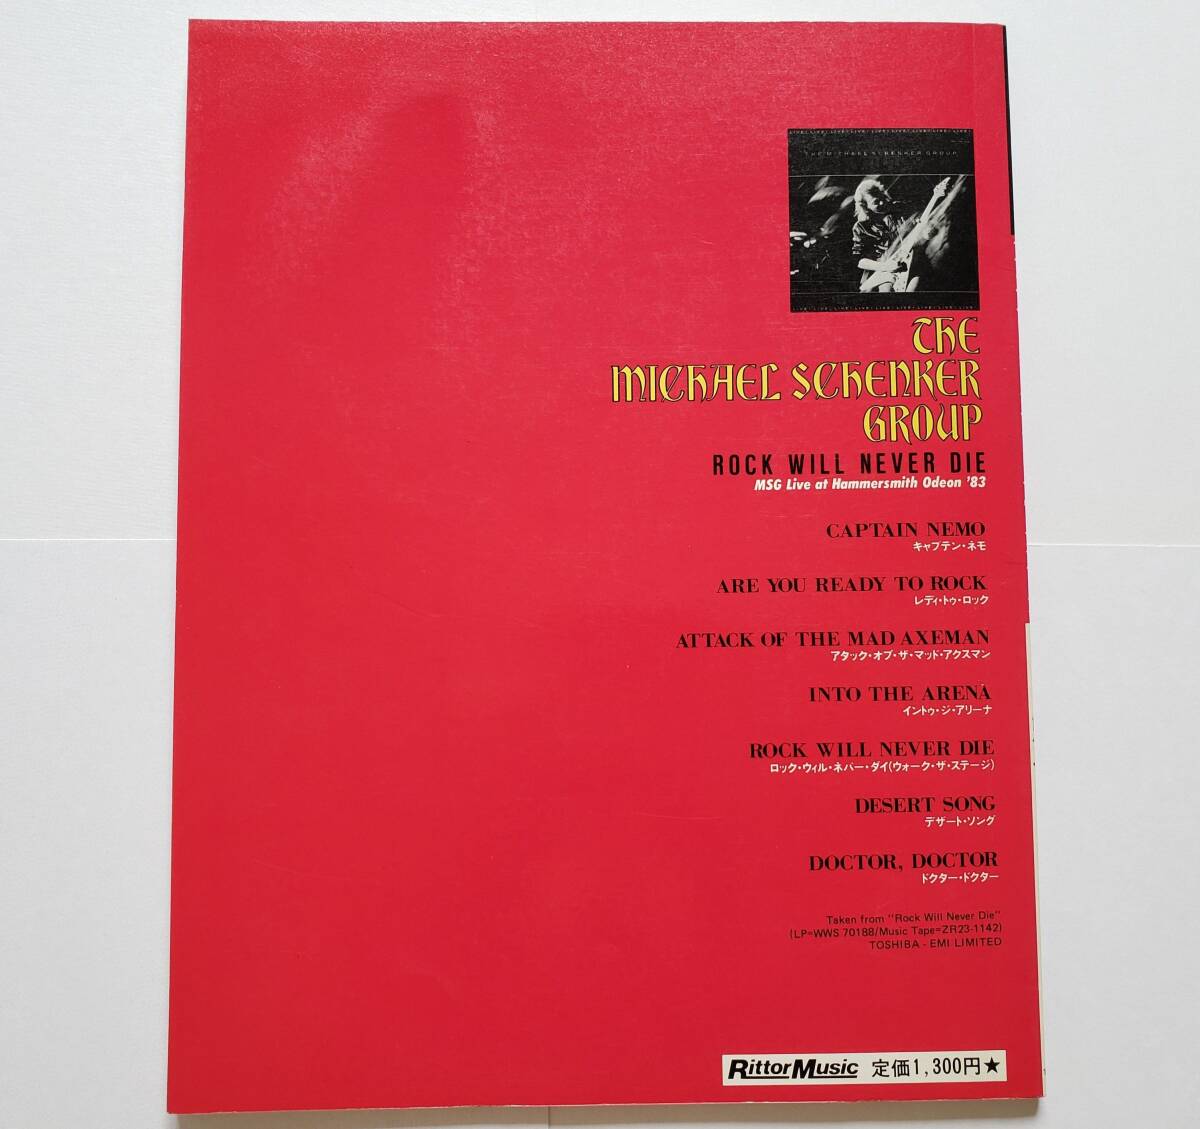 LIVE! LIVE! LIVE! LIVE! LIVE! LIVE! LIVE!
THE MICHAEL SCHENKER GROUP
THE
MICHAEL SCHENKER
GROUP
ROCK WILL NEVER DIE
MSG Live at Hammersmith Odeon '83
CAPTAIN NEMO
キャプテン・ネモ
ARE YOU READY TO ROCK
レディ・トゥ・ロック
ATTACK OF THE MAD AXEMAN
アタック・オブ・ザ・マッド・アクスマン
INTO THE ARENA
イントゥ・ジ・アリーナ
ROCK WILL NEVER DIE
ロック・ウィル・ネバー・ダイ(ウォーク・ザ・ステージ)
DESERT SONG
デザート・ソング
DOCTOR, DOCTOR
ドクター・ドクター
Taken from "Rock Will Never Die"
(LP=WWS 70188/Music Tape=ZR23-1142)
TOSHIBA - EMI LIMITED
RittorMusic 定価1,300円★